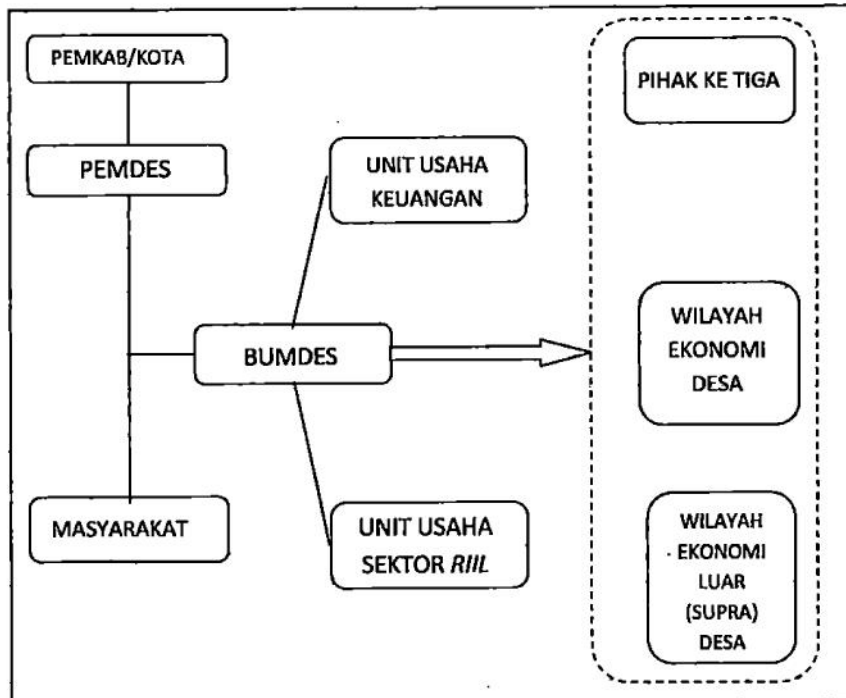 PEMKAB/KOTA
PEMDES
MASYARAKAT
UNIT USAHA
KEUANGAN
BUMDES
UNIT USAHA
SEKTOR RIIL
PIHAK KE TIGA
WILAYAH
EKONOMI
DESA
WILAYAH
EKONOMI
LUAR
(SUPRA)
DESA